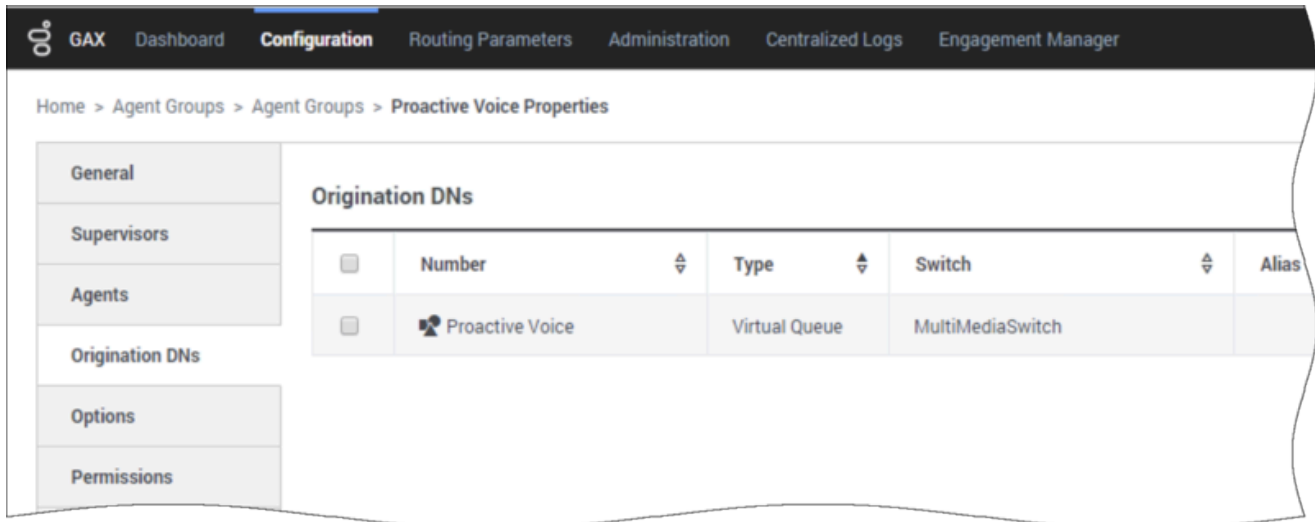 GAX Dashboard Configuration Routing Parameters Administration Centralized Logs Engagement Manager
Home > Agent Groups > Agent Groups > Proactive Voice Properties
General
Supervisors
Agents
Origination DNs
Options
Permissions
Origination DNs
Number Type Switch Alias
Proactive Voice Virtual Queue MultiMediaSwitch